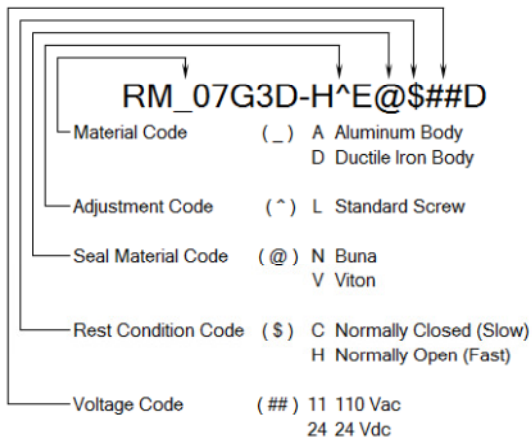 RM_07G3D-H^E@$##D
Material Code (_) A Aluminum Body
D Ductile Iron Body
Adjustment Code (^) L Standard Screw
Seal Material Code (@) N Buna
V Viton
Rest Condition Code ($) C Normally Closed (Slow)
H Normally Open (Fast)
Voltage Code (##) 11 110 Vac
24 24 Vdc